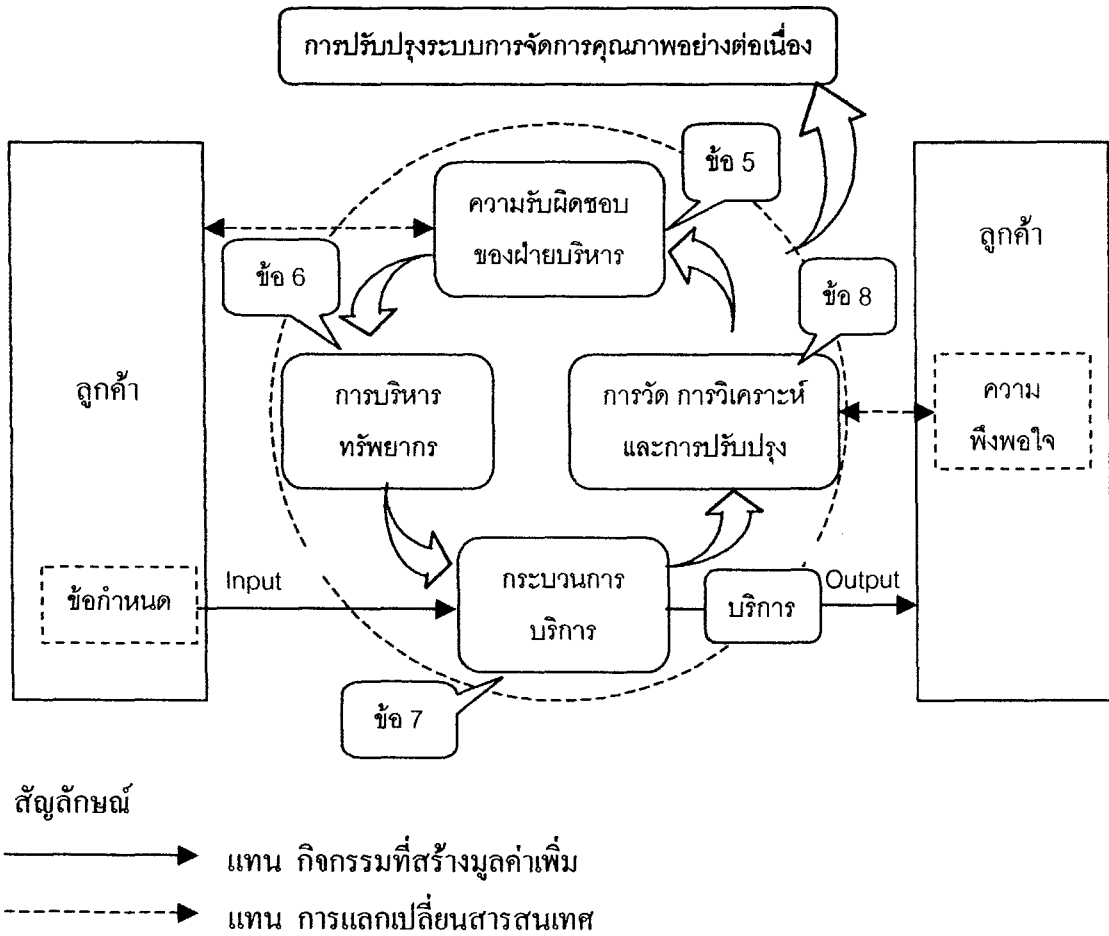 การปรับปรุงระบบการจัดการคุณภาพอย่างต่อเนื่อง
ข้อ 5
ความรับผิดชอบ
ของฝ่ายบริหาร
ลูกค้า
ข้อ 6
ข้อ 8
ลูกค้า
การบริหาร
ทรัพยากร
การวัด การวิเคราะห์
และการปรับปรุง
ความ
พึงพอใจ
Input
ข้อกำหนด
กระบวนการ
บริการ
บริการ
Output
ข้อ 7
สัญลักษณ์
แทน กิจกรรมที่สร้างมูลค่าเพิ่ม
แทน การแลกเปลี่ยนสารสนเทศ